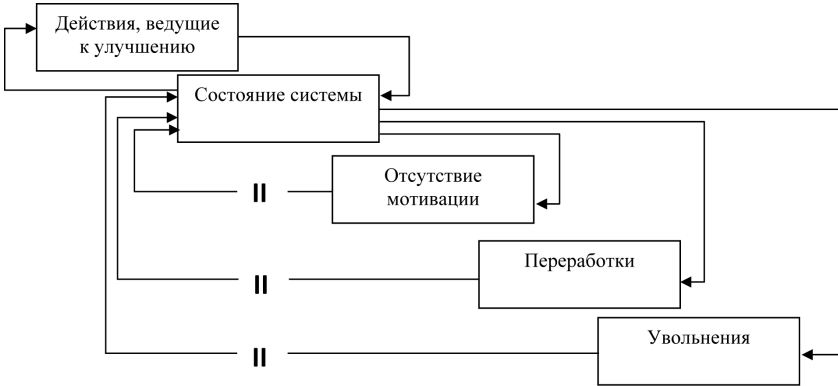 Действия, ведущие
к улучшению
Состояние системы
Отсутствие
мотивации
Переработки
Увольнения